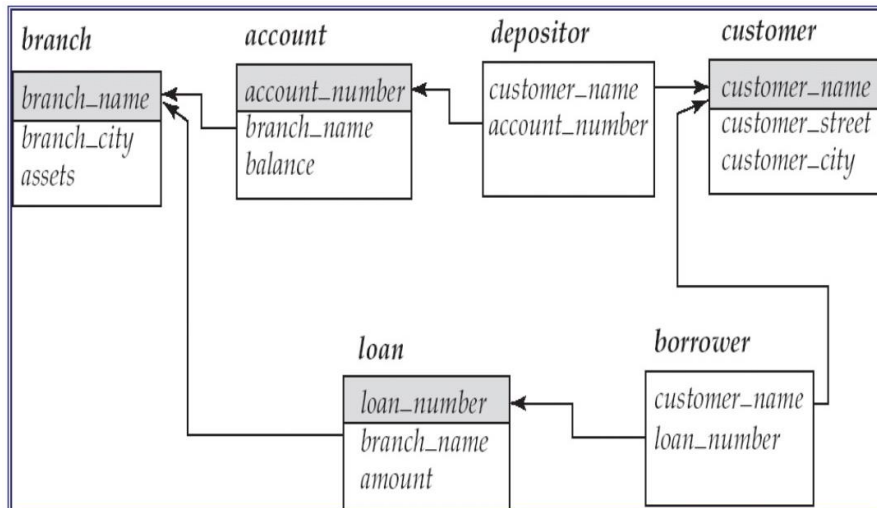 branch
branch_name
branch_city
assets
account
account_number
branch_name
balance
depositor
customer_name
account_number
customer
customer_name
customer_street
customer_city
loan
loan_number
branch_name
amount
borrower
customer_name
loan_number